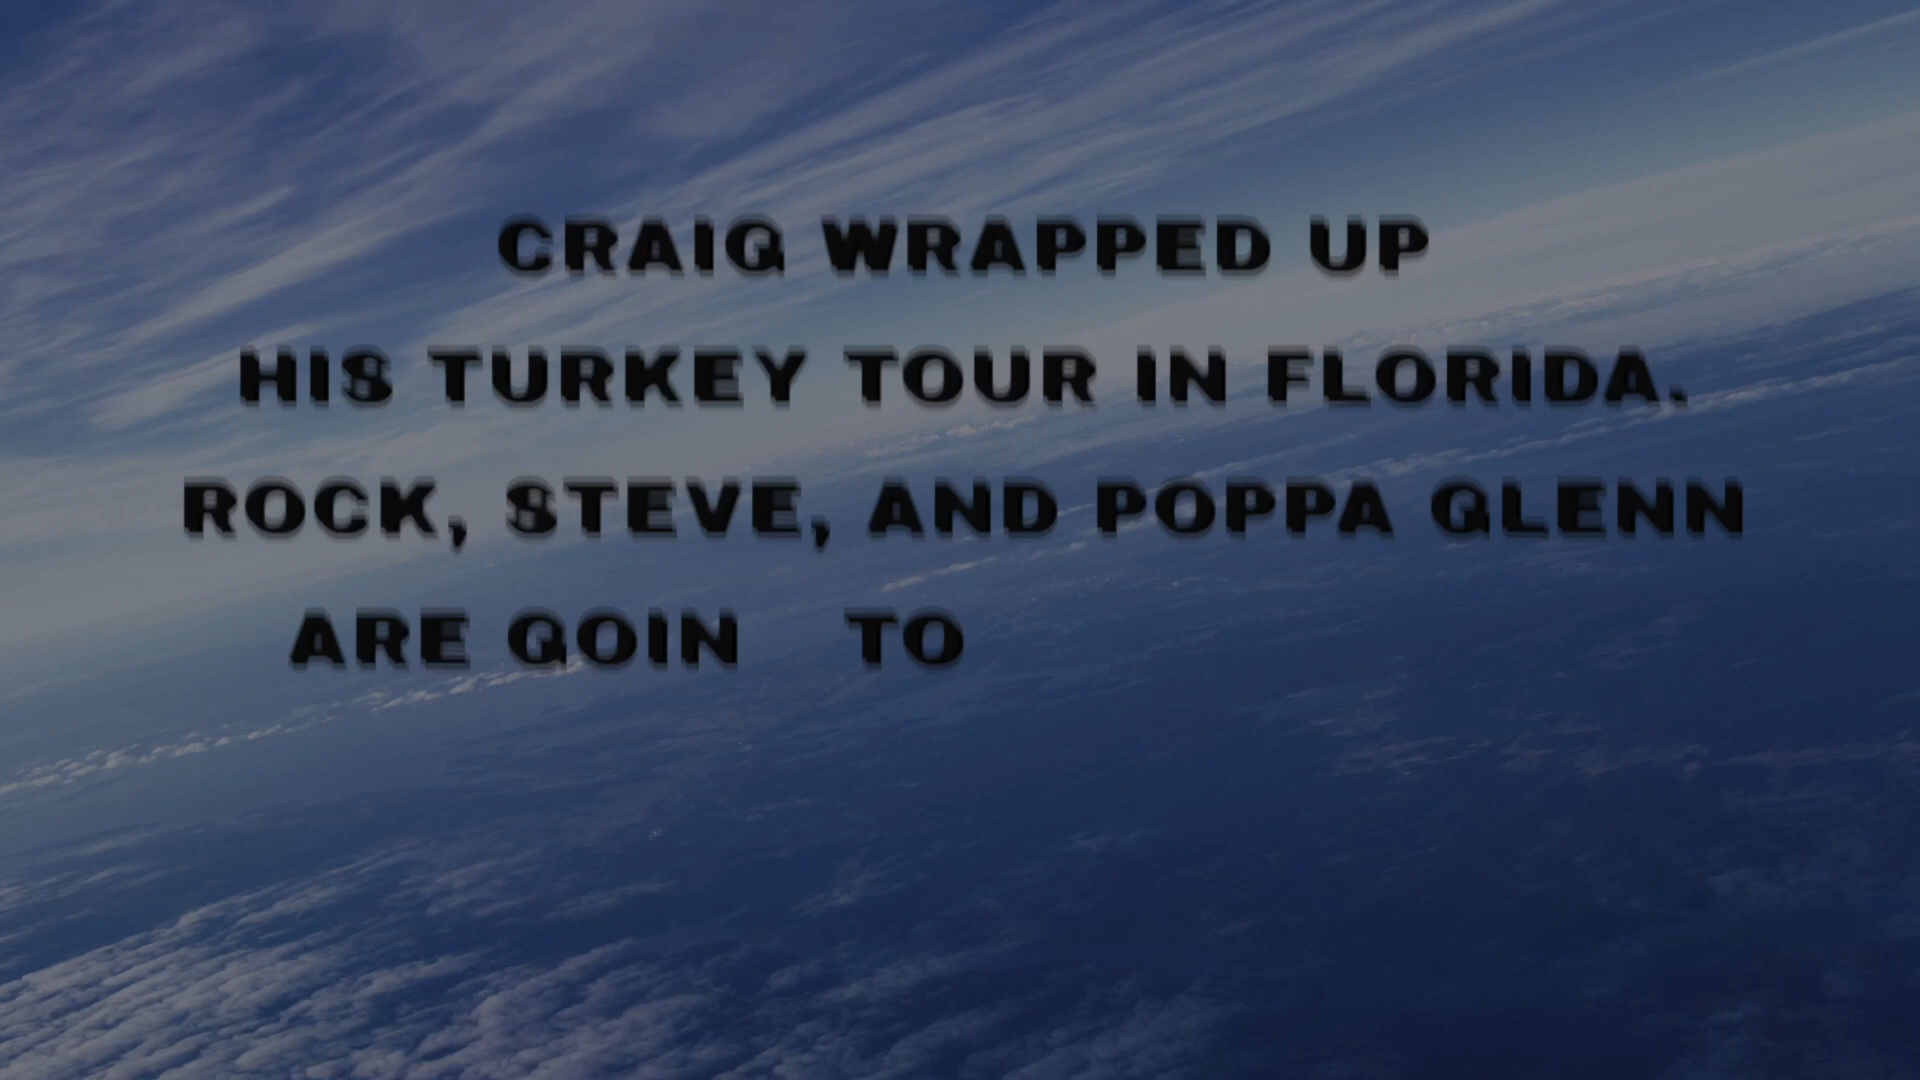 CRAIG WRAPPED UP
HIS TURKEY TOUR IN FLORIDA.
ROCK, STEVE, AND POPPA GLENN
ARE GOIN TO